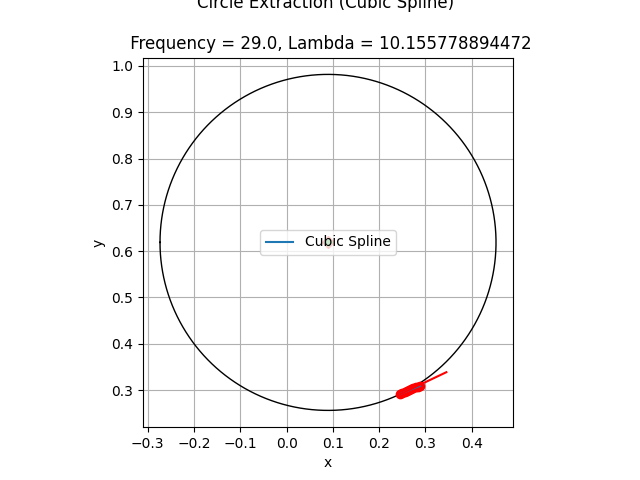 Circle Extraction (Cubic Spline)
Frequency = 29.0, Lambda = 10.155778894472
1.0
0.9
0.8
0.7
y
0.6
Cubic Spline
0.5
0.4
0.3
−0.3 −0.2 −0.1 0.0 0.1 0.2 0.3 0.4
x